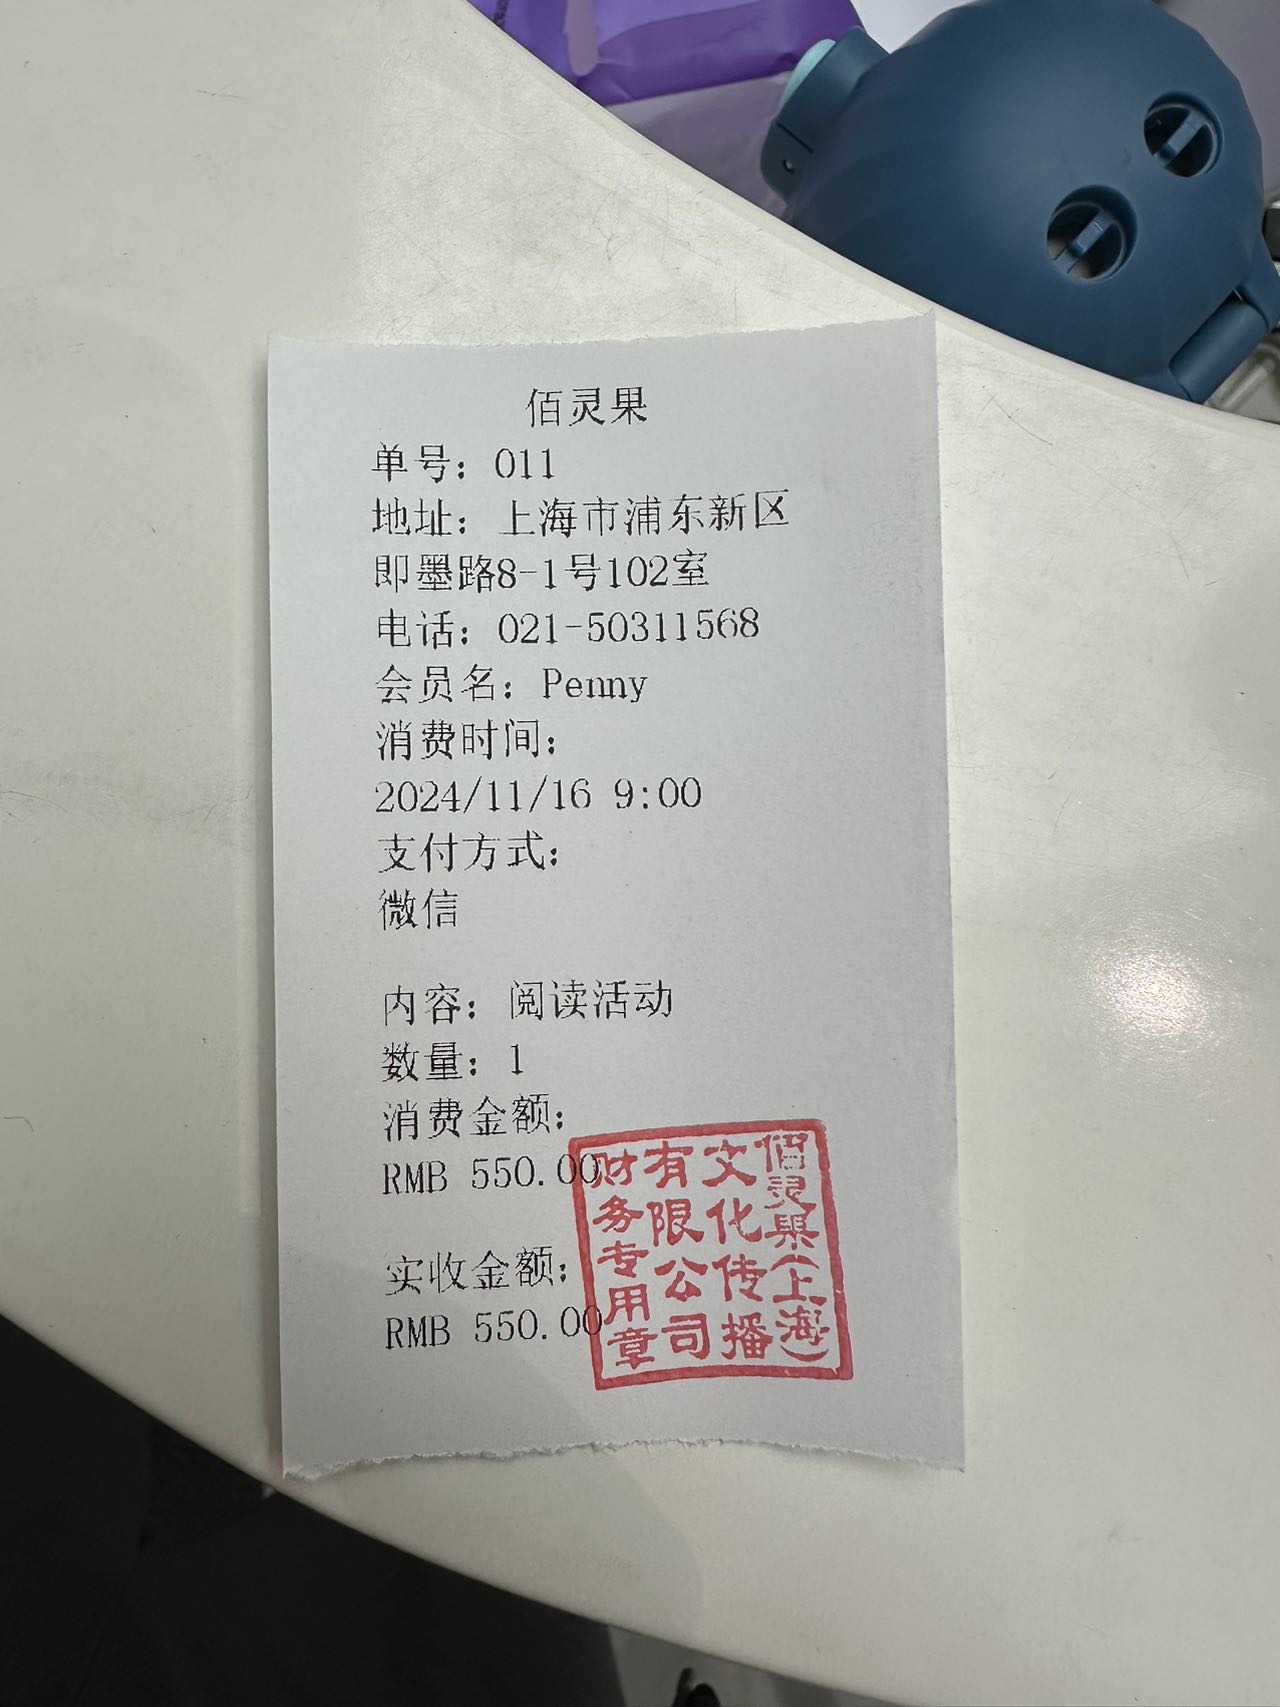 佰灵果
单号：011
地址：上海市浦东新区
即墨路8-1号102室
电话：021-50311568
会员名：Penny
消费时间：
2024/11/16 9:00
支付方式：
微信
内容：阅读活动
数量：1
消费金额：
RMB 550.00
实收金额：
RMB 550.00
佰灵果(上海)
文化传播
有限公司
财务专用章